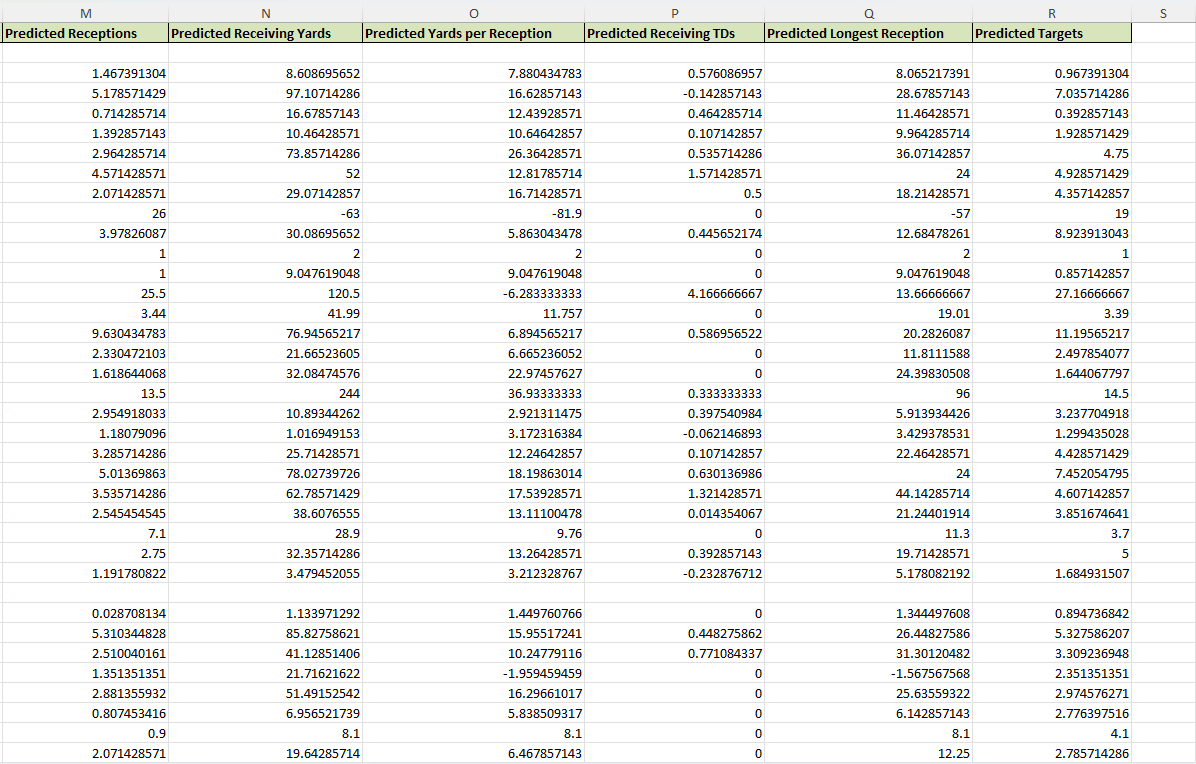 M N O P Q R S
Predicted Receptions Predicted Receiving Yards Predicted Yards per Reception Predicted Receiving TDs Predicted Longest Reception Predicted Targets
1.467391304 8.608695652 7.880434783 0.576086957 8.065217391 0.967391304
5.178571429 97.10714286 16.62857143 -0.142857143 28.67857143 7.035714286
0.714285714 16.67857143 12.43928571 0.464285714 11.46428571 0.392857143
1.392857143 10.46428571 10.64642857 0.107142857 9.964285714 1.928571429
2.964285714 73.85714286 26.36428571 0.535714286 36.07142857 4.75
4.571428571 52 12.81785714 1.571428571 24 4.928571429
2.071428571 29.07142857 16.71428571 0.5 18.21428571 4.357142857
26 -63 -81.9 0 -57 19
3.97826087 30.08695652 5.863043478 0.445652174 12.68478261 8.923913043
1 2 2 0 2 1
1 9.047619048 9.047619048 0 9.047619048 0.857142857
25.5 120.5 -6.283333333 4.166666667 13.66666667 27.16666667
3.44 41.99 11.757 0 19.01 3.39
9.630434783 76.94565217 6.894565217 0.586956522 20.2826087 11.19565217
2.330472103 21.66523605 6.665236052 0 11.8111588 2.497854077
1.618644068 32.08474576 22.97457627 0 24.39830508 1.644067797
13.5 244 36.93333333 0.333333333 96 14.5
2.954918033 10.89344262 2.921311475 0.397540984 5.913934426 3.237704918
1.18079096 1.016949153 3.172316384 -0.062146893 3.429378531 1.299435028
3.285714286 25.71428571 12.24642857 0.107142857 22.46428571 4.428571429
5.01369863 78.02739726 18.19863014 0.630136986 24 7.452054795
3.535714286 62.78571429 17.53928571 1.321428571 44.14285714 4.607142857
2.545454545 38.6076555 13.11100478 0.014354067 21.24401914 3.851674641
7.1 28.9 9.76 0 11.3 3.7
2.75 32.35714286 13.26428571 0.392857143 19.71428571 5
1.191780822 3.479452055 3.212328767 -0.232876712 5.178082192 1.684931507
0.028708134 1.133971292 1.449760766 0 1.344497608 0.894736842
5.310344828 85.82758621 15.95517241 0.448275862 26.44827586 5.327586207
2.510040161 41.12851406 10.24779116 0.771084337 31.30120482 3.309236948
1.351351351 21.71621622 -1.959459459 0 -1.567567568 2.351351351
2.881355932 51.49152542 16.29661017 0 25.63559322 2.974576271
0.807453416 6.956521739 5.838509317 0 6.142857143 2.776397516
0.9 8.1 8.1 0 8.1 4.1
2.071428571 19.64285714 6.467857143 0 12.25 2.785714286